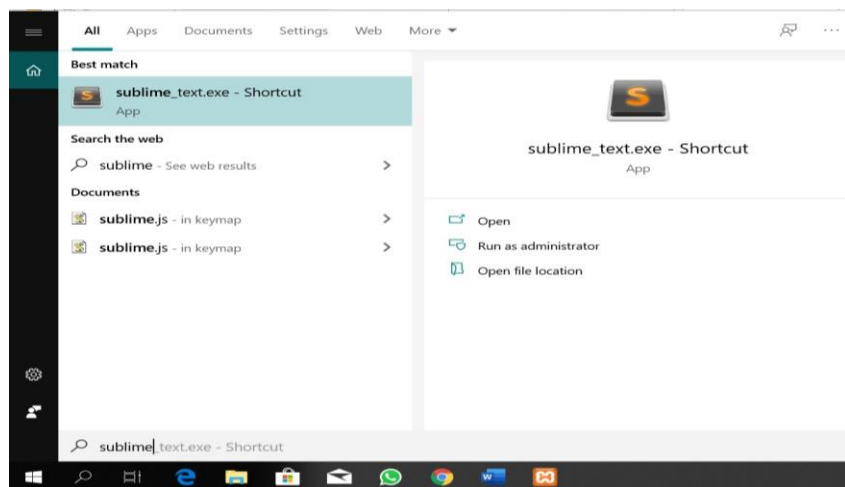 All Apps Documents Settings Web More
Best match
sublime_text.exe - Shortcut
App
Search the web
sublime - See web results
Documents
sublime.js - in keymap
sublime.js - in keymap
sublime_text.exe - Shortcut
App
Open
Run as administrator
Open file location
sublime_text.exe - Shortcut